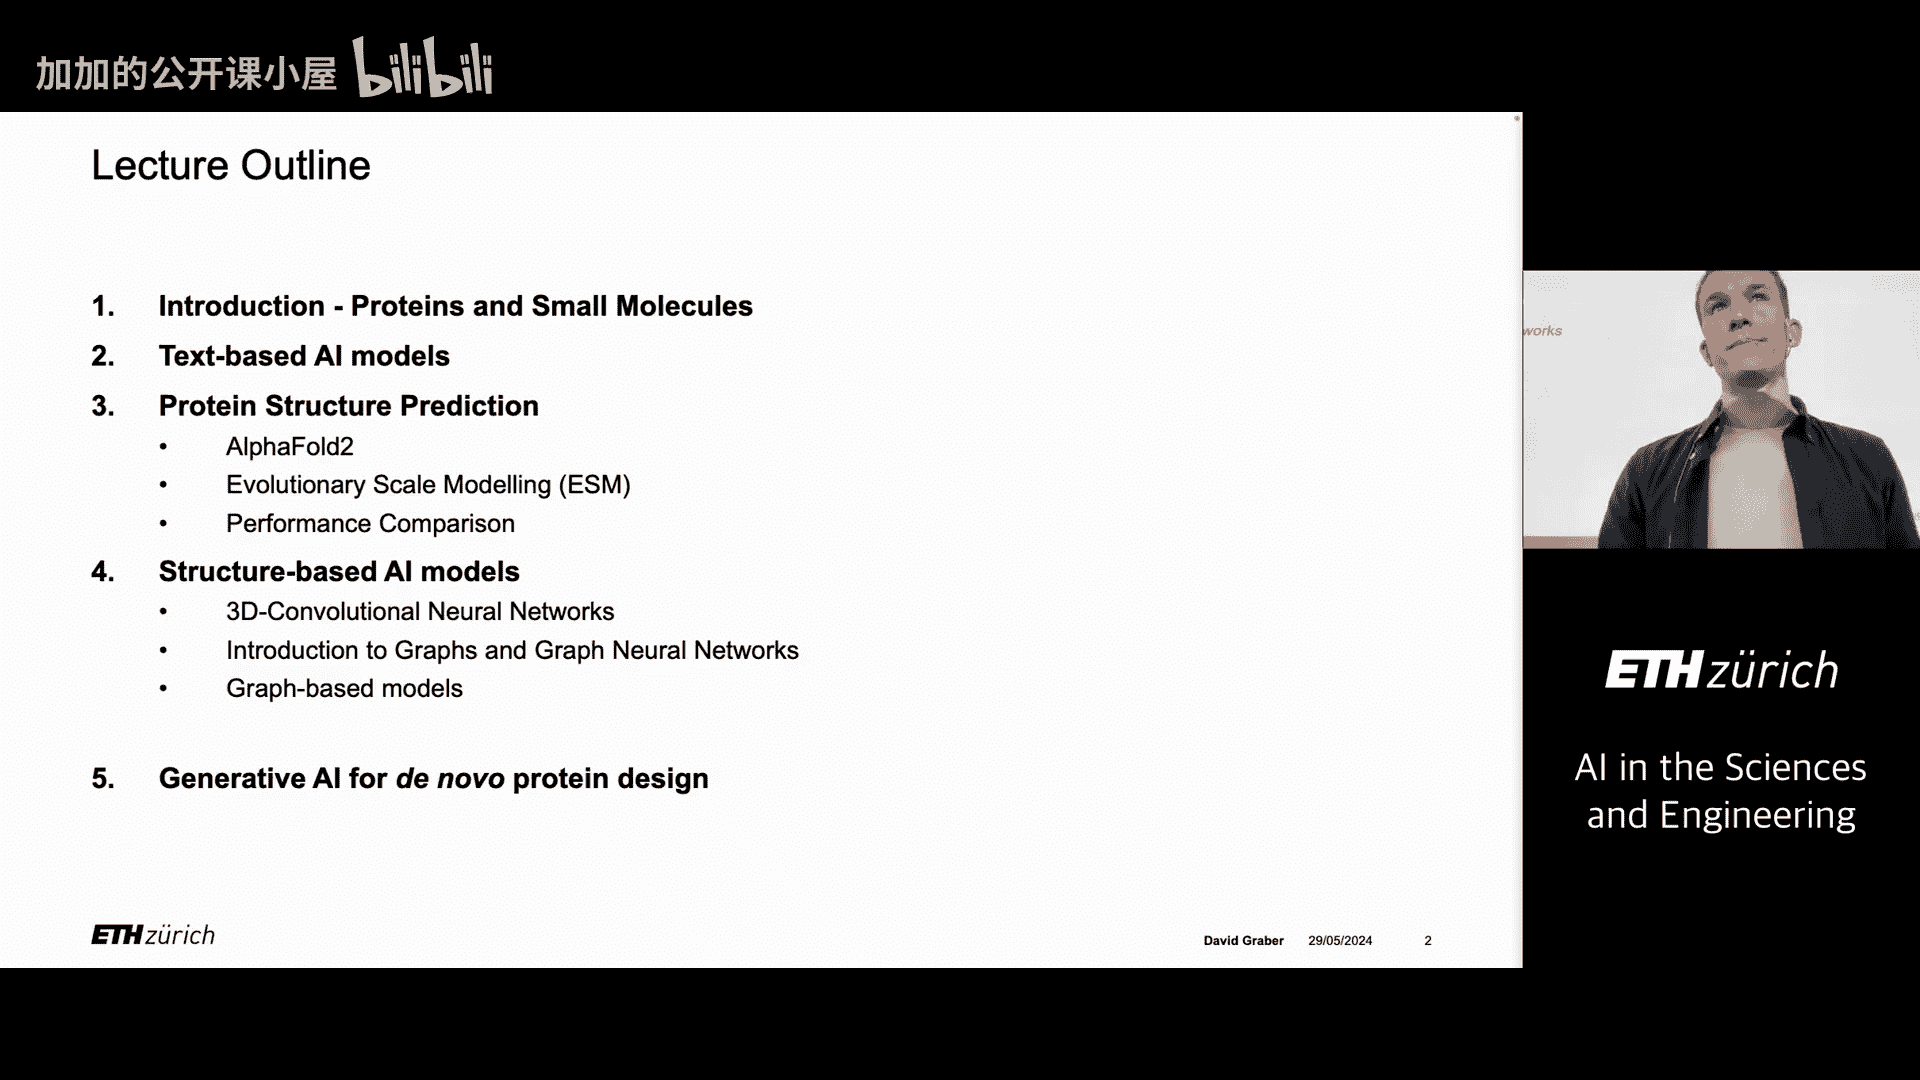 加加的公开课小屋 bilibili
Lecture Outline
1. Introduction - Proteins and Small Molecules
2. Text-based AI models
3. Protein Structure Prediction
• AlphaFold2
• Evolutionary Scale Modelling (ESM)
• Performance Comparison
4. Structure-based AI models
• 3D-Convolutional Neural Networks
• Introduction to Graphs and Graph Neural Networks
• Graph-based models
5. Generative AI for de novo protein design
ETH zürich
David Graber 29/05/2024 2
works
ETH zürich
AI in the Sciences
and Engineering